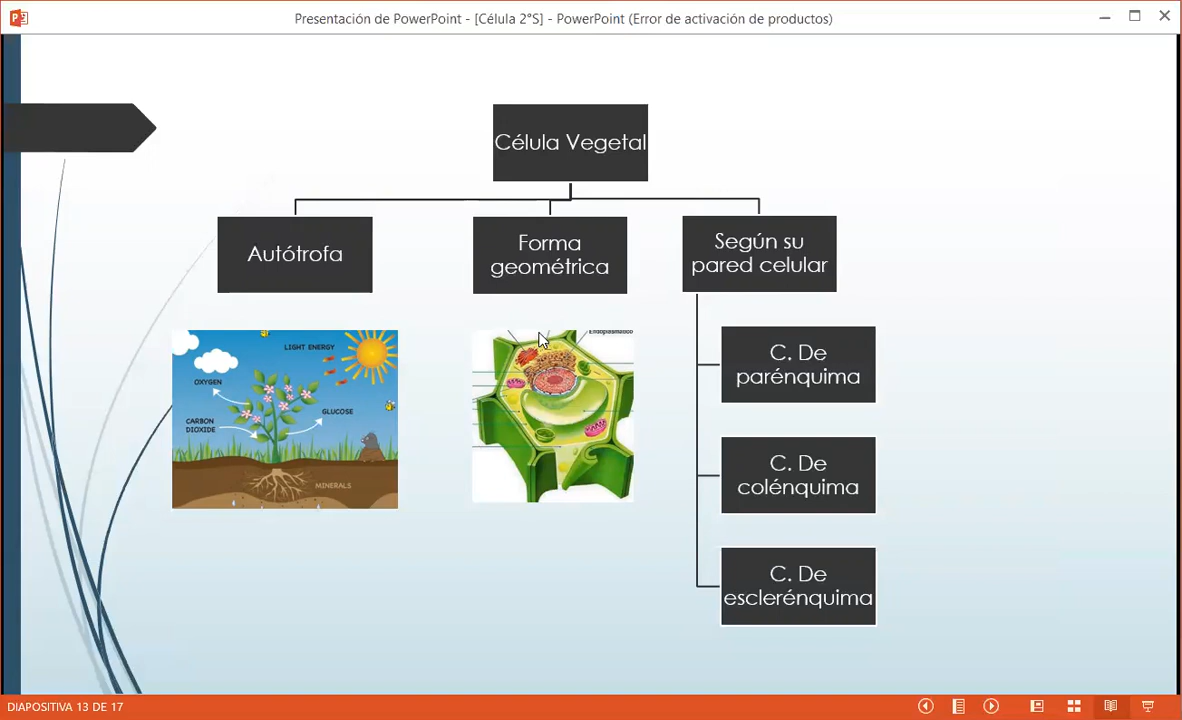 Presentación de PowerPoint - [Célula 2°S] - PowerPoint (Error de activación de productos)
Célula Vegetal
Autótrofa
Forma
geométrica
Según su
pared celular
LIGHT ENERGY
OXYGEN
GLUCOSE
CARBON
DIOXIDE
MINERALS
Endoplasmático
C. De
parénquima
C. De
colénquima
C. De
esclerénquima
DIAPOSITIVA 13 DE 17